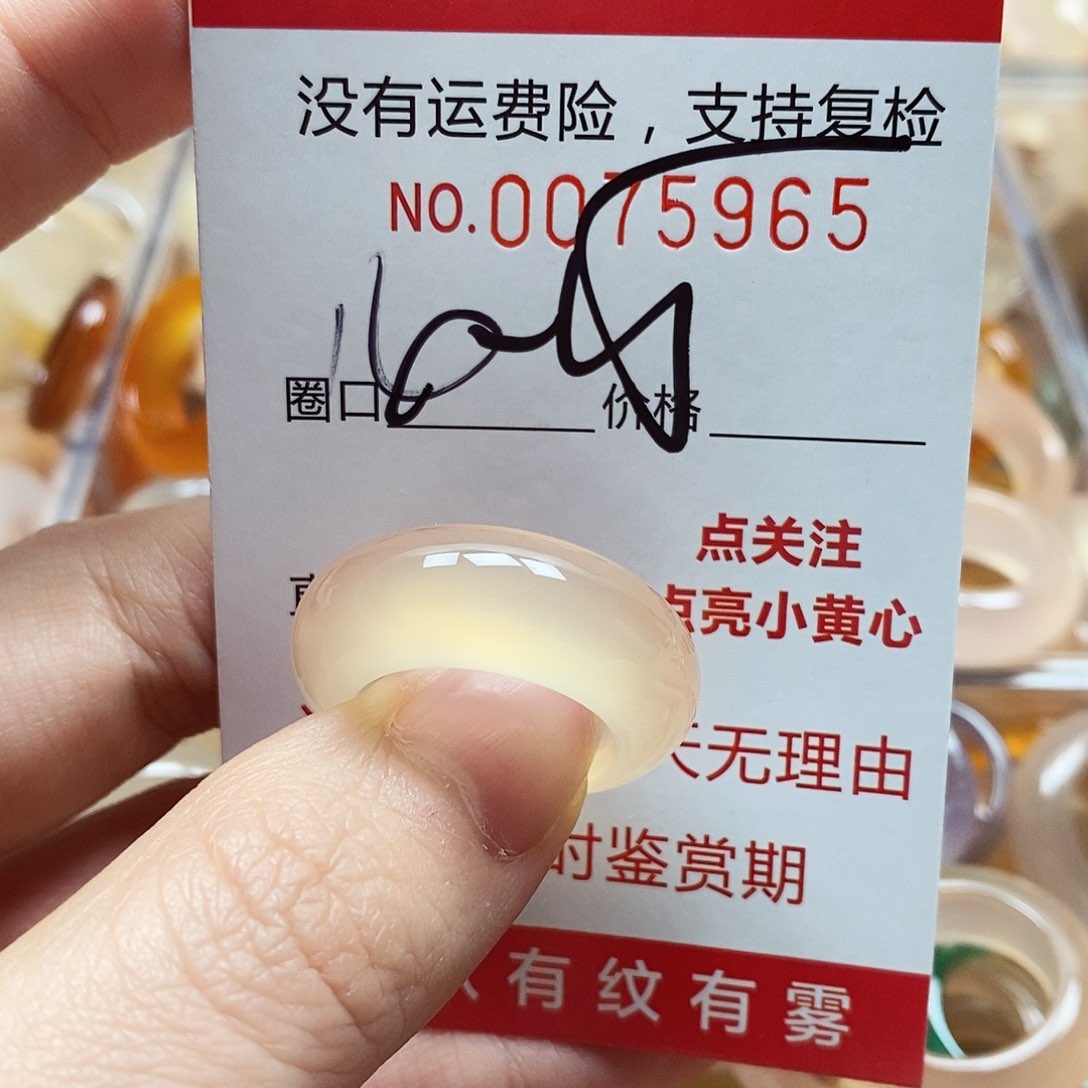 没有运费险，支持复检
NO.0075965
16
圈口 价格
点关注
点亮小黄心
天无理由
时鉴赏期
有纹有雾